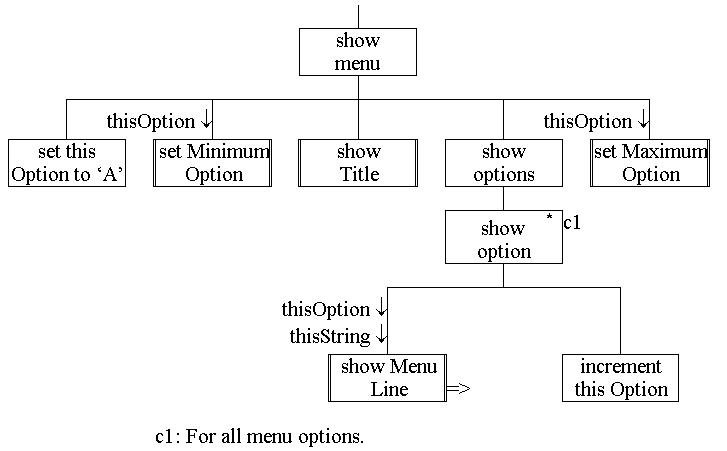 show
menu
thisOption
thisOption
set this
Option to ‘A’
set Minimum
Option
show
Title
show
options
set Maximum
Option
show
option
*
c1
thisOption
thisString
show Menu
Line
increment
this Option
c1: For all menu options.